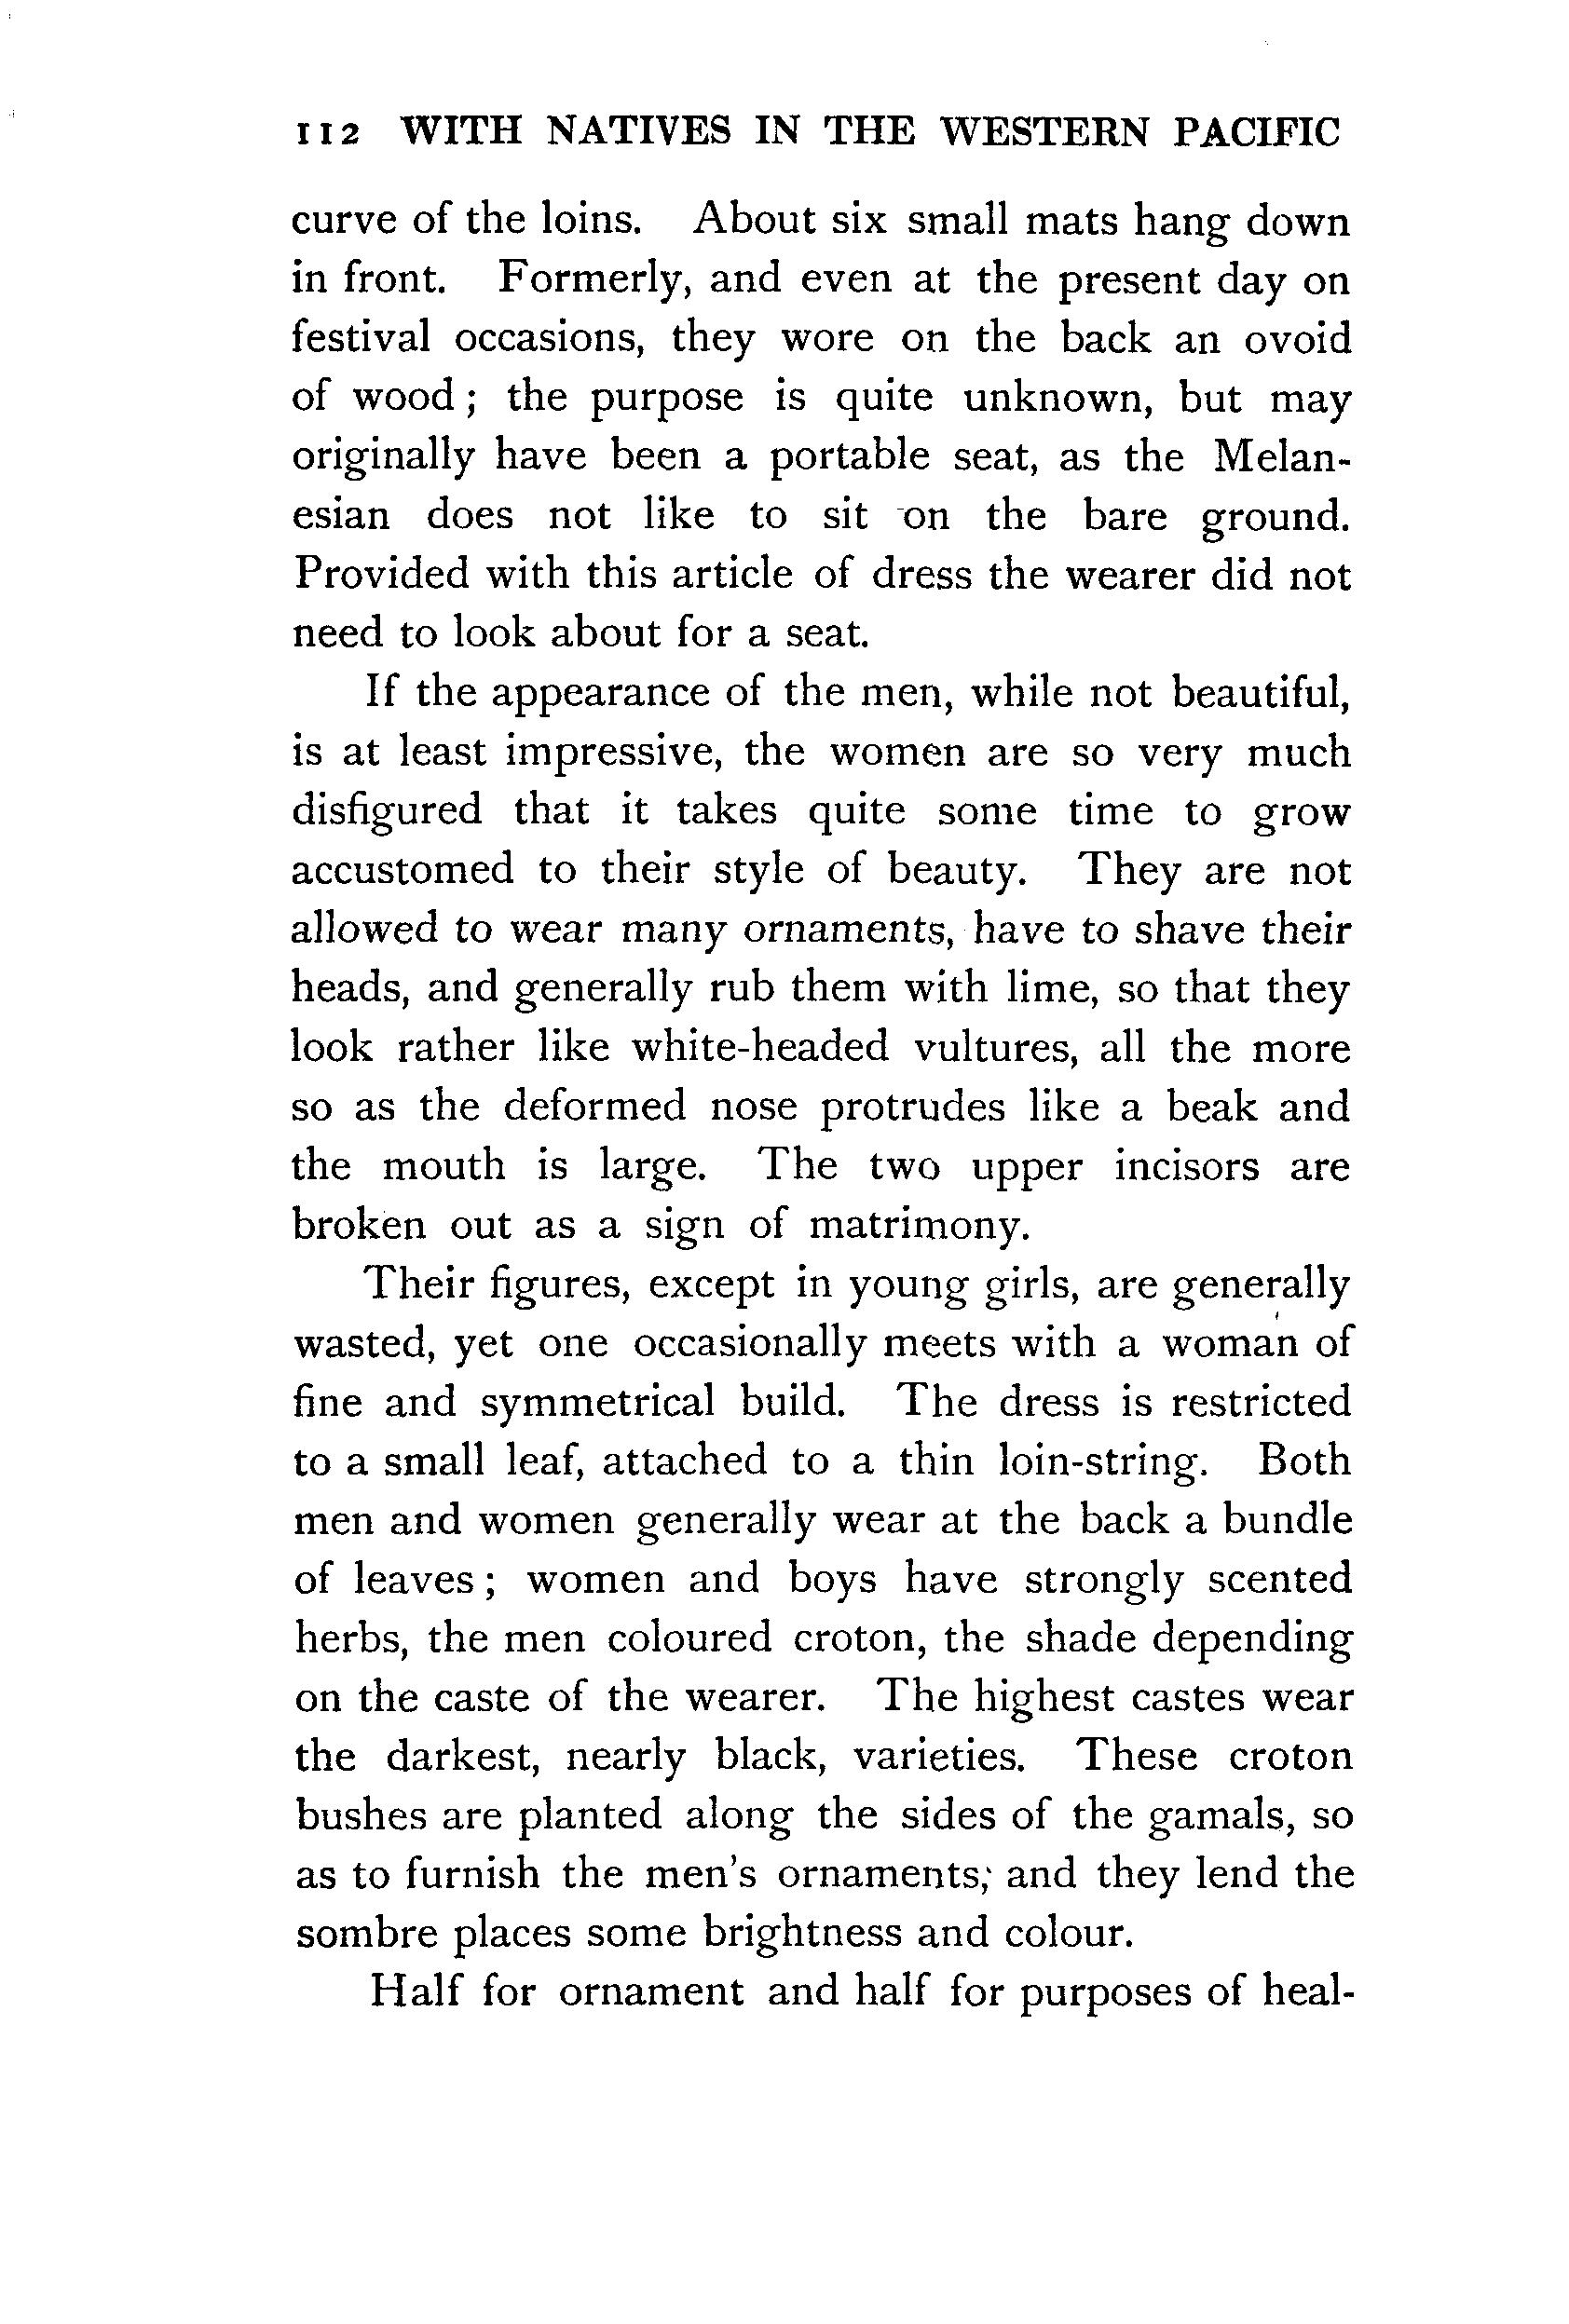 112 WITH NATIVES IN THE WESTERN PACIFIC
curve of the loins. About six small mats hang down
in front. Formerly, and even at the present day on
festival occasions, they wore on the back an ovoid
of wood; the purpose is quite unknown, but may
originally have been a portable seat, as the Melan-
esian does not like to sit on the bare ground.
Provided with this article of dress the wearer did not
need to look about for a seat.
If the appearance of the men, while not beautiful,
is at least impressive, the women are so very much
disfigured that it takes quite some time to grow
accustomed to their style of beauty. They are not
allowed to wear many ornaments, have to shave their
heads, and generally rub them with lime, so that they
look rather like white-headed vultures, all the more
so as the deformed nose protrudes like a beak and
the mouth is large. The two upper incisors are
broken out as a sign of matrimony.
Their figures, except in young girls, are generally
wasted, yet one occasionally meets with a woman of
fine and symmetrical build. The dress is restricted
to a small leaf, attached to a thin loin-string. Both
men and women generally wear at the back a bundle
of leaves; women and boys have strongly scented
herbs, the men coloured croton, the shade depending
on the caste of the wearer. The highest castes wear
the darkest, nearly black, varieties. These croton
bushes are planted along the sides of the gamals, so
as to furnish the men's ornaments; and they lend the
sombre places some brightness and colour.
Half for ornament and half for purposes of heal-